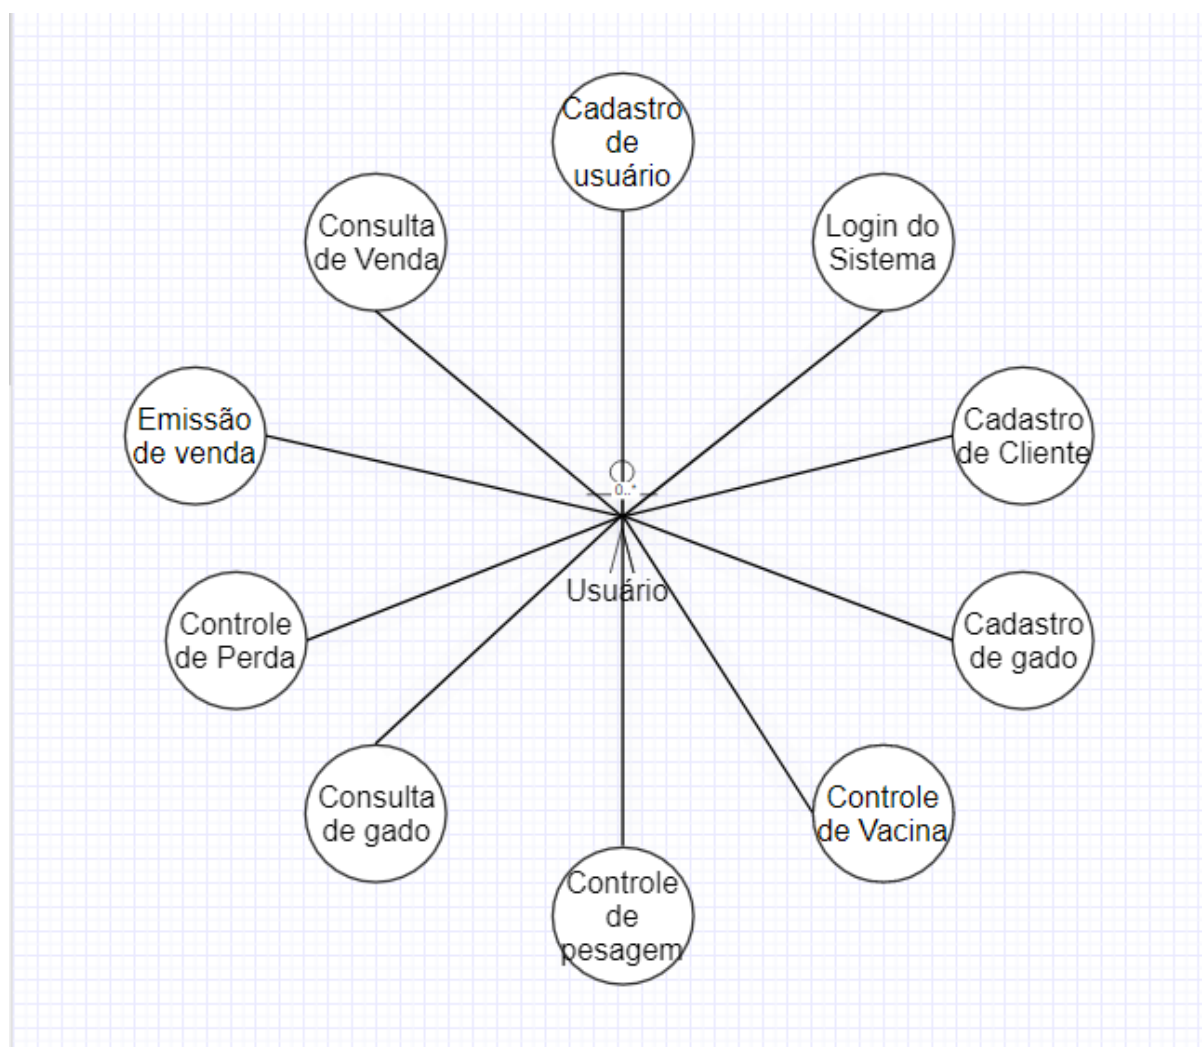 Cadastro
de
usuário
Consulta
de Venda
Login do
Sistema
Emissão
de venda
Cadastro
de Cliente
0..*
Usuário
Controle
de Perda
Cadastro
de gado
Consulta
de gado
Controle
de Vacina
Controle
de
pesagem